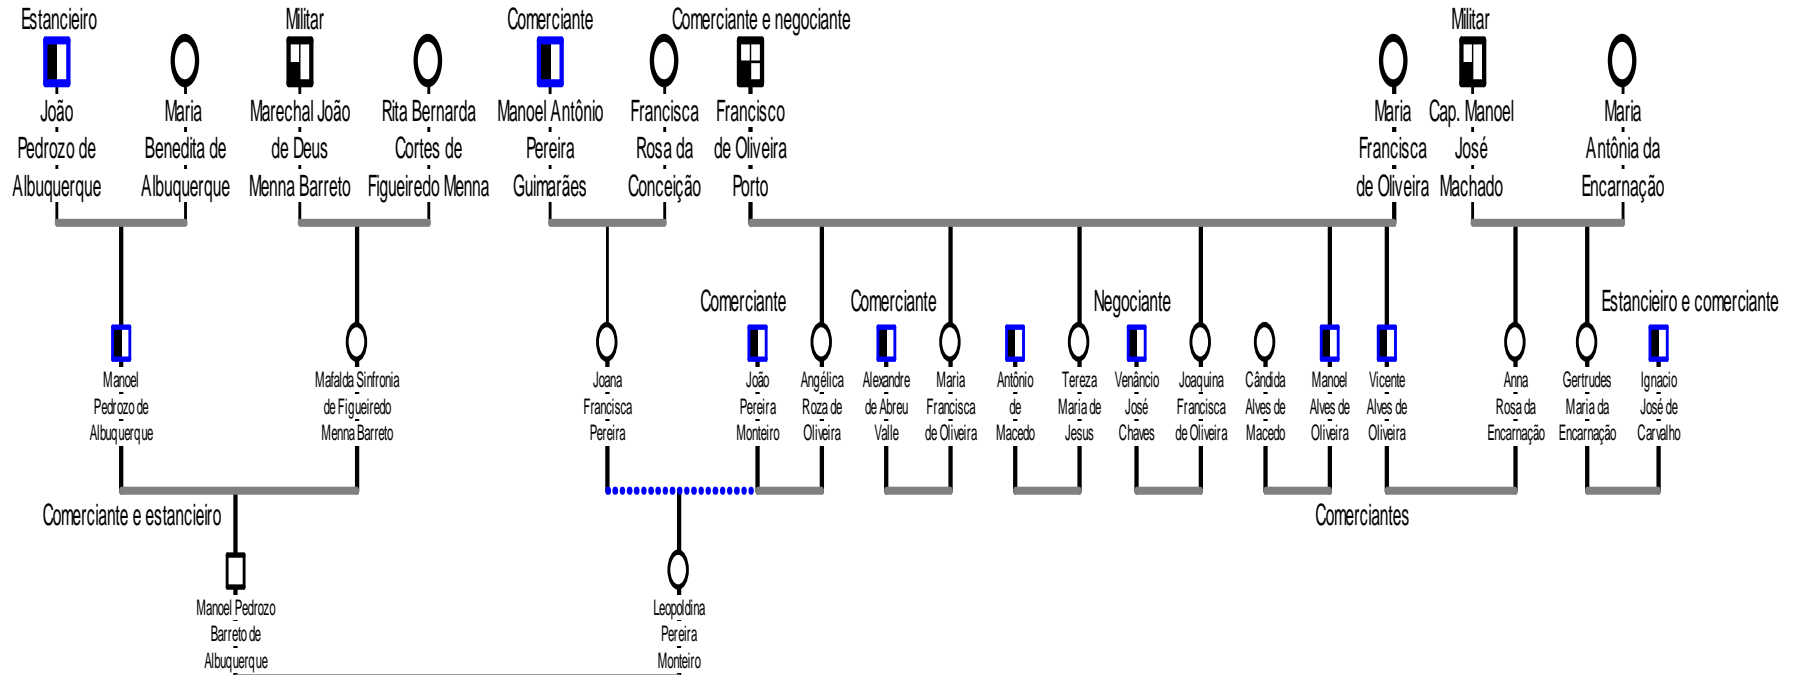 Estancieiro
Militar
Comerciante
Comerciante e negociante
Militar
João
Pedrozo de
Albuquerque
Maria
Benedita de
Albuquerque
Marechal João
de Deus
Menna Barreto
Rita Bernarda
Cortes de
Figueiredo Menna
Manoel Antônio
Pereira
Guimarães
Francisca
Rosa da
Conceição
Francisco
de Oliveira
Porto
Maria
Francisca
de Oliveira
Cap. Manoel
José
Machado
Maria
Antônia da
Encarnação
Comerciante
Comerciante
Negociante
Estancieiro e comerciante
Manoel
Pedrozo de
Albuquerque
Mafalda Sinfronia
de Figueiredo
Menna Barreto
Joana
Francisca
Pereira
João
Pereira
Monteiro
Angélica
Roza de
Oliveira
Alexandre
de Abreu
Valle
Maria
Francisca
de Oliveira
Antônio
de
Macedo
Tereza
Maria de
Jesus
Venâncio
José
Chaves
Joaquina
Francisca
de Oliveira
Cândida
Alves de
Macedo
Manoel
Alves de
Oliveira
Vicente
Alves de
Oliveira
Anna
Rosa da
Encarnação
Gertrudes
Maria da
Encarnação
Ignacio
José de
Carvalho
Comerciante e estancieiro
Comerciantes
Manoel Pedrozo
Barreto de
Albuquerque
Leopoldina
Pereira
Monteiro